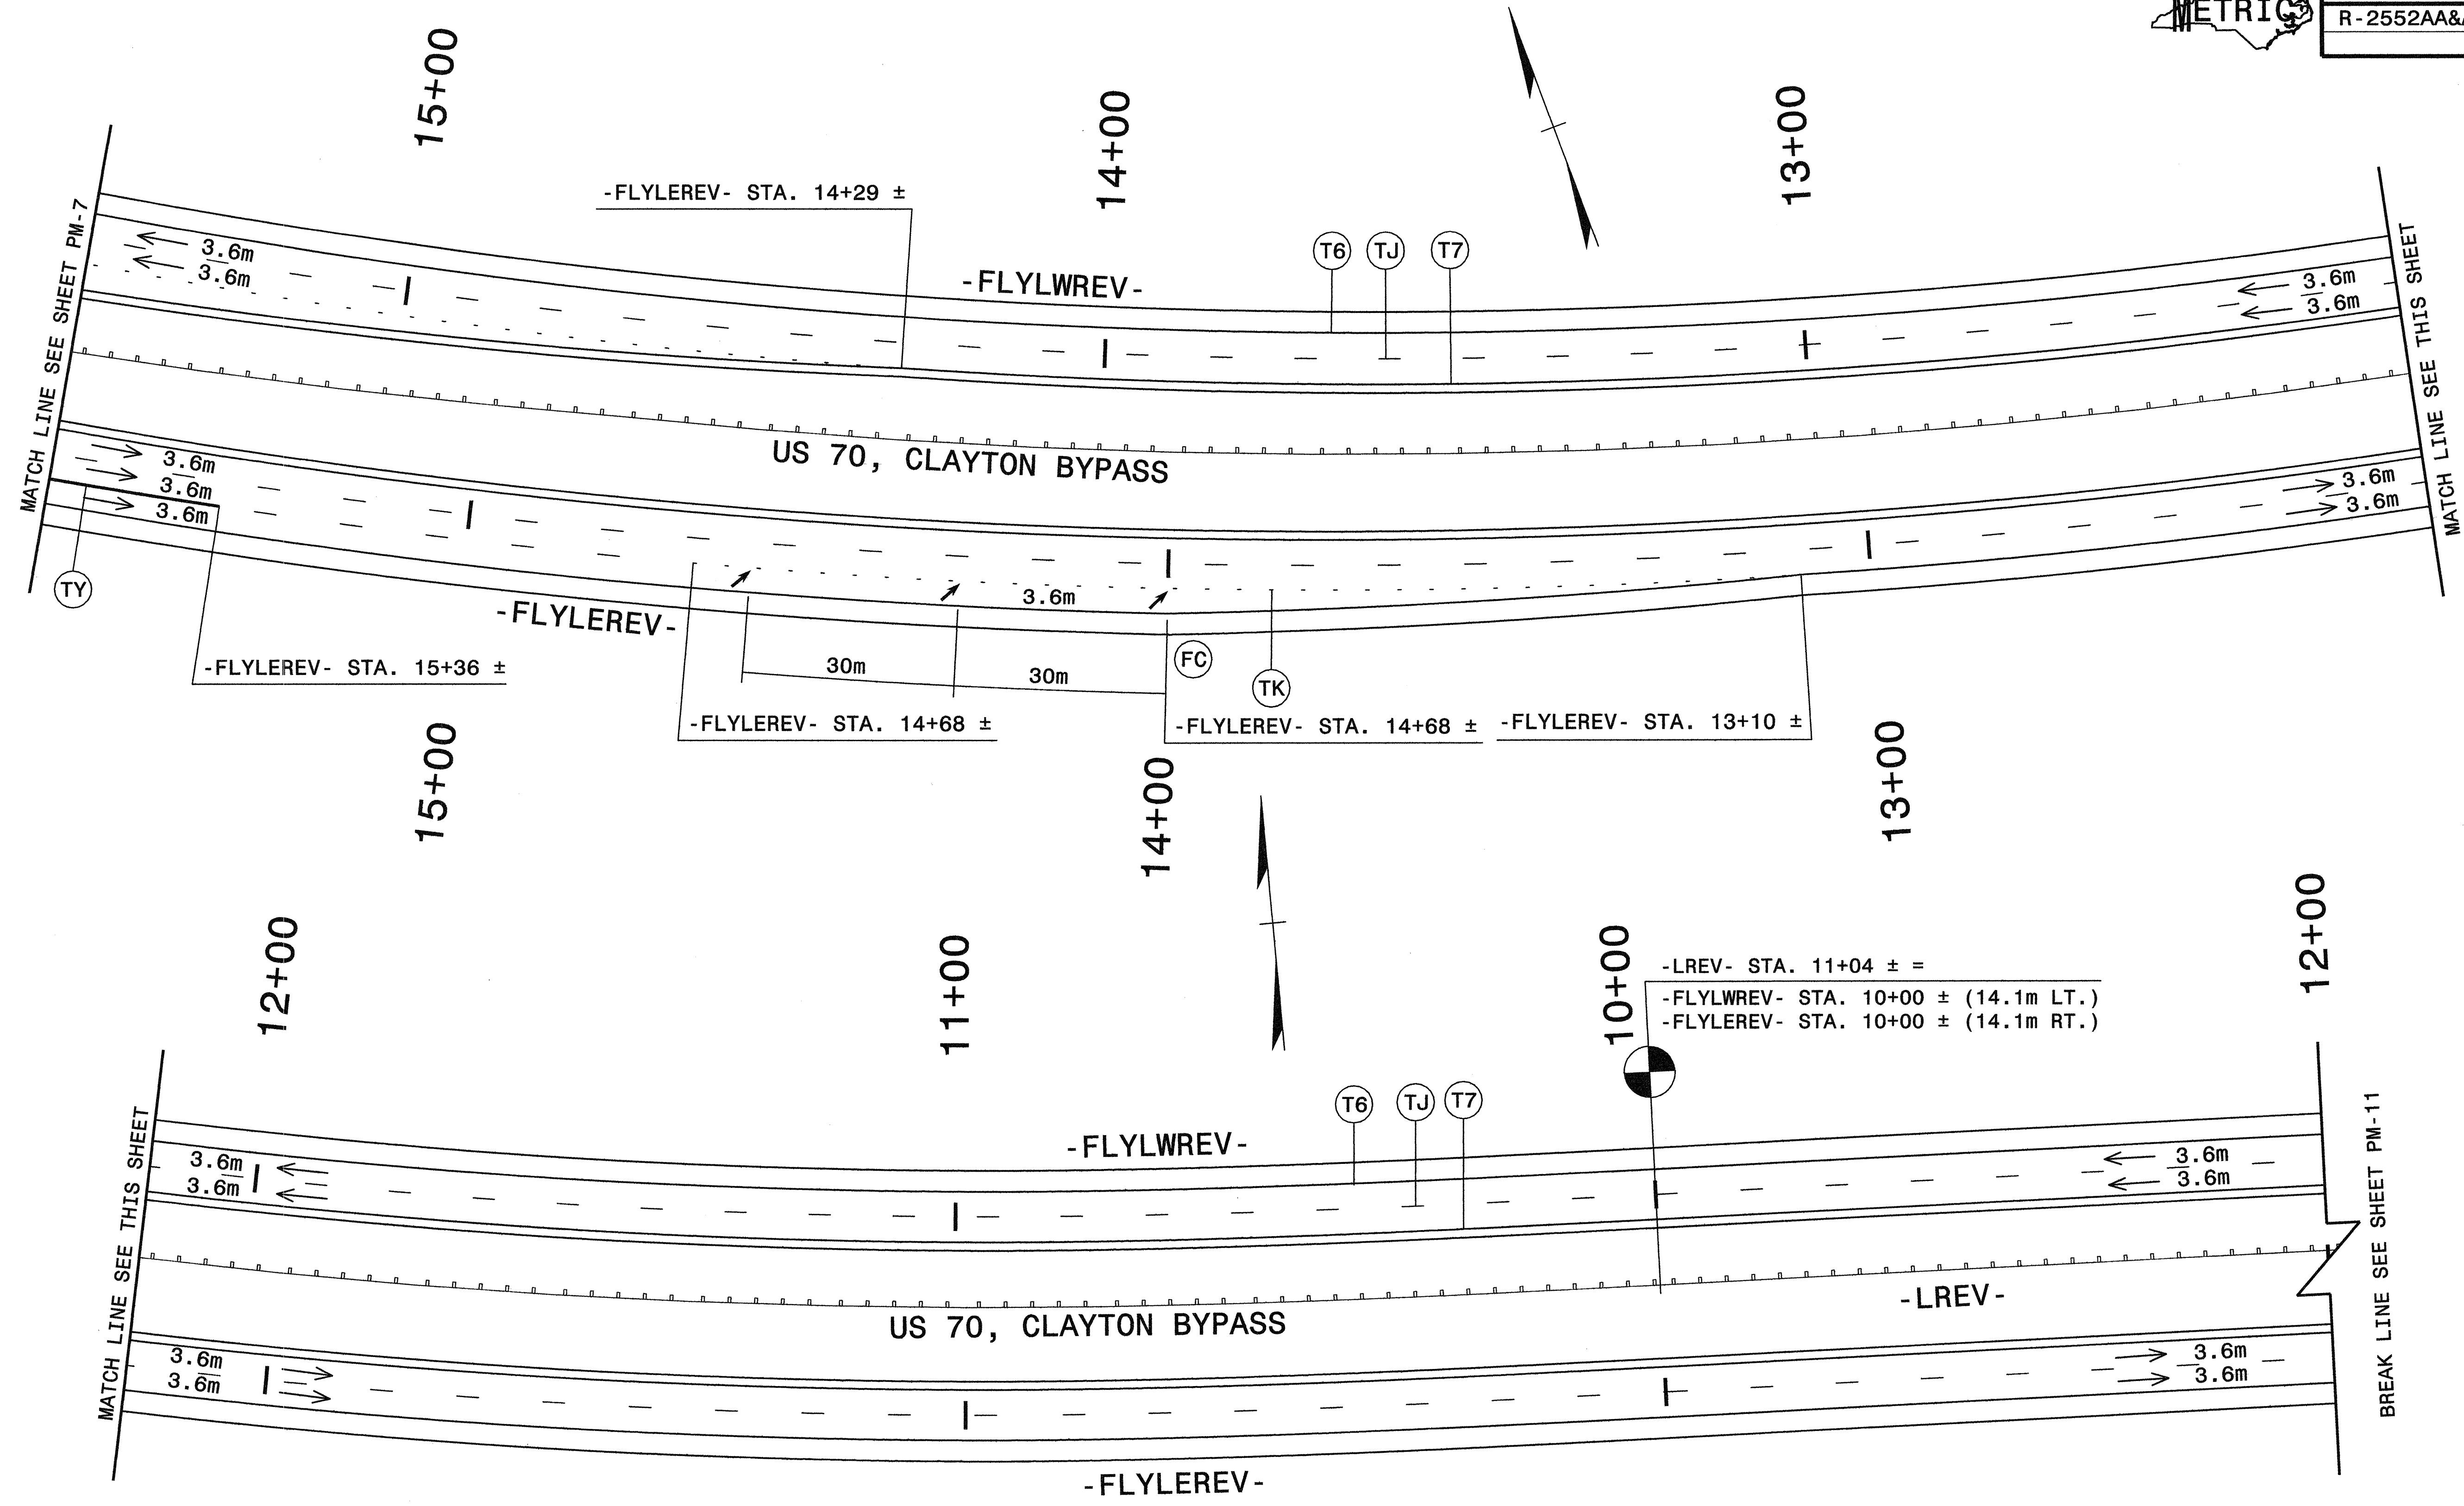 METRIC
R-2552AA&
15+00
14+00
13+00
-FLYLEREV- STA. 14+29 ±
T6
TJ
T7
-FLYLWREV-
3.6m
3.6m
3.6m
3.6m
MATCH LINE SEE SHEET PM-7
MATCH LINE SEE THIS SHEET
US 70, CLAYTON BYPASS
3.6m
3.6m
3.6m
3.6m
3.6m
3.6m
TY
-FLYLEREV-
FC
TK
-FLYLEREV- STA. 15+36 ±
30m
30m
-FLYLEREV- STA. 14+68 ±
-FLYLEREV- STA. 14+68 ±
-FLYLEREV- STA. 13+10 ±
15+00
14+00
13+00
12+00
11+00
10+00
12+00
-LREV- STA. 11+04 ± =
-FLYLWREV- STA. 10+00 ± (14.1m LT.)
-FLYLEREV- STA. 10+00 ± (14.1m RT.)
T6
TJ
T7
-FLYLWREV-
3.6m
3.6m
3.6m
3.6m
MATCH LINE SEE THIS SHEET
BREAK LINE SEE SHEET PM-11
-LREV-
US 70, CLAYTON BYPASS
3.6m
3.6m
3.6m
3.6m
-FLYLEREV-